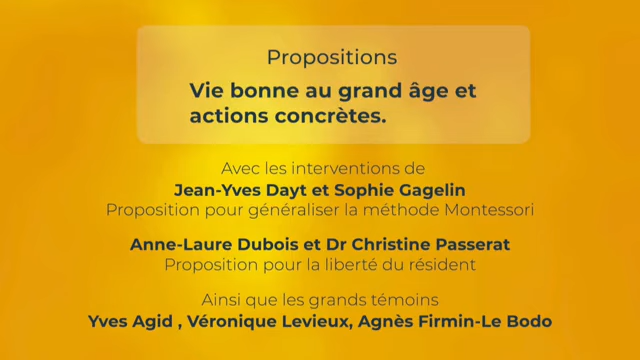 Propositions
Vie bonne au grand âge et
actions concrètes.
Avec les interventions de
Jean-Yves Dayt et Sophie Gagelin
Proposition pour généraliser la méthode Montessori
Anne-Laure Dubois et Dr Christine Passerat
Proposition pour la liberté du résident
Ainsi que les grands témoins
Yves Agid , Véronique Levieux, Agnès Firmin-Le Bodo